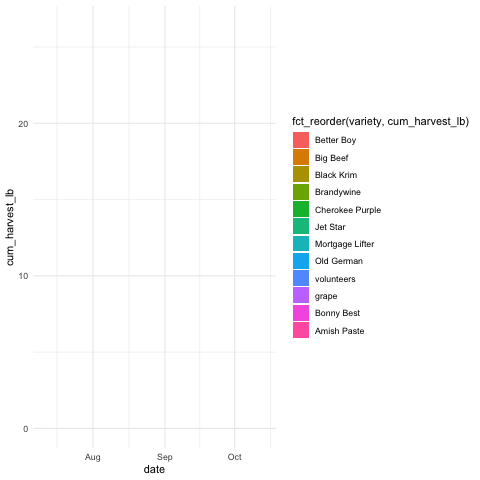 fct_reorder(variety, cum_harvest_lb)
Better Boy
Big Beef
Black Krim
Brandywine
Cherokee Purple
Jet Star
Mortgage Lifter
Old German
volunteers
grape
Bonny Best
Amish Paste
cum_harvest_lb
20
10
0
Aug Sep Oct
date